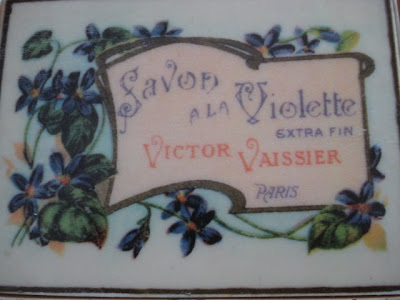 Savon
A LA Violette
EXTRA FIN
VICTOR VAISSIER
PARIS